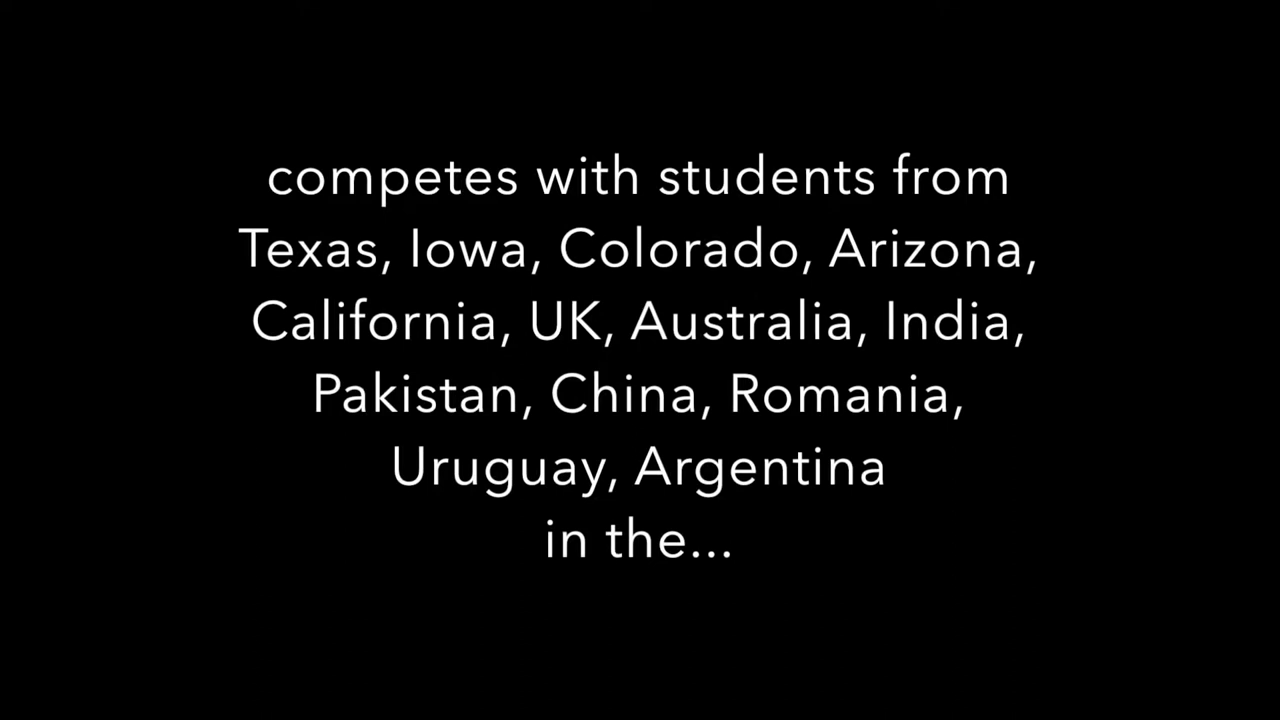 competes with students from
Texas, Iowa, Colorado, Arizona,
California, UK, Australia, India,
Pakistan, China, Romania,
Uruguay, Argentina
in the...